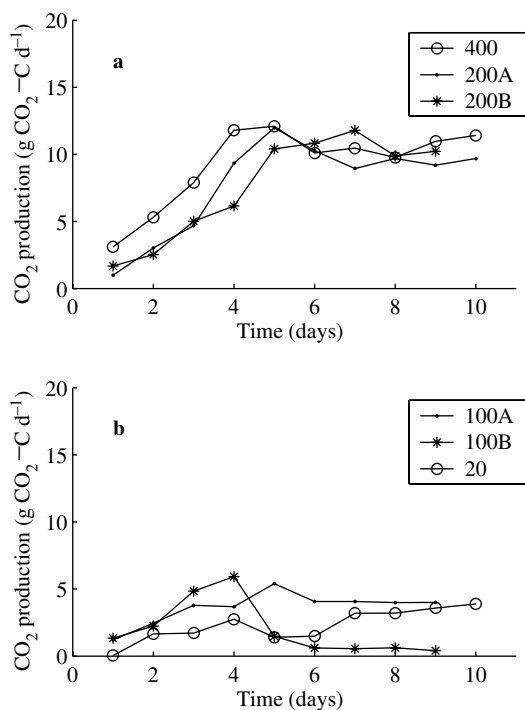 20
15
10
5
0
CO₂ production (g CO₂ –C d⁻¹)
a
400
200A
200B
0 2 4 6 8 10
Time (days)
20
15
10
5
0
CO₂ production (g CO₂ –C d⁻¹)
b
100A
100B
20
0 2 4 6 8 10
Time (days)